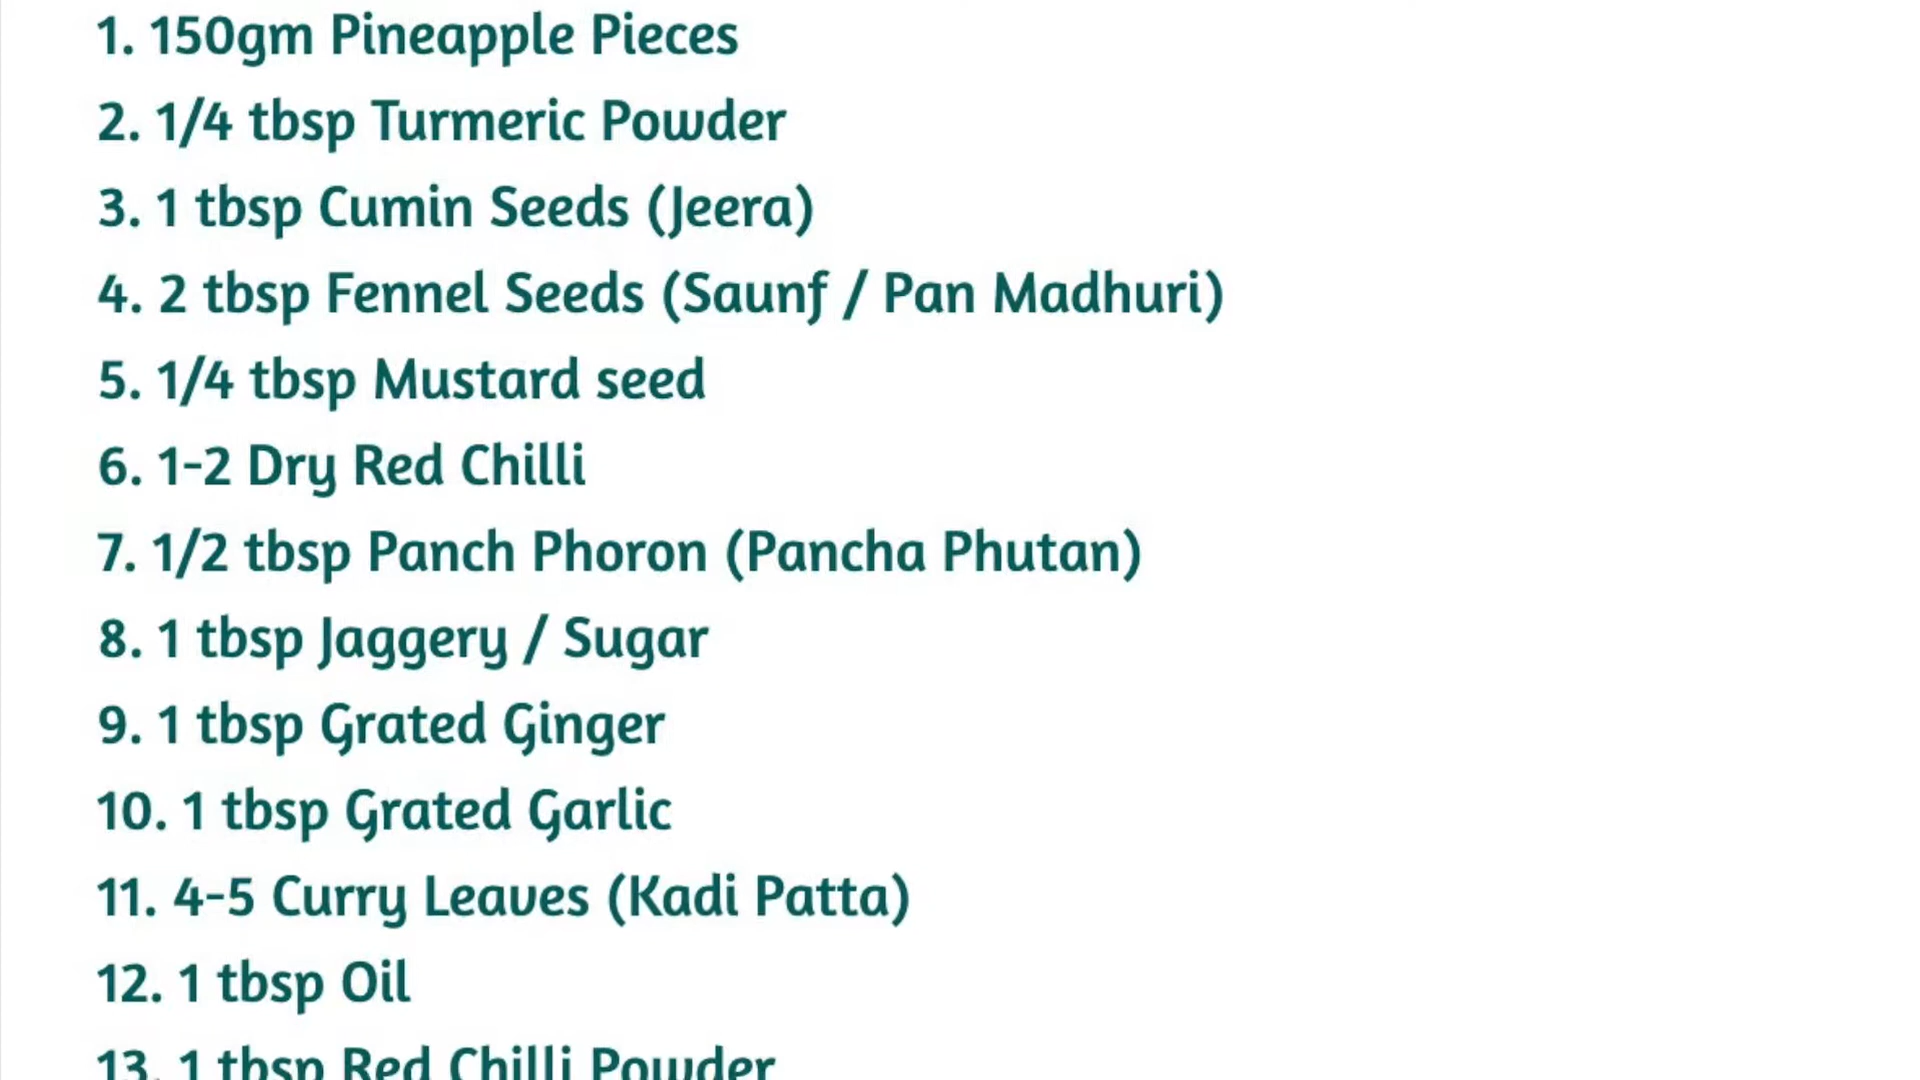 1. 150gm Pineapple Pieces
2. 1/4 tbsp Turmeric Powder
3. 1 tbsp Cumin Seeds (Jeera)
4. 2 tbsp Fennel Seeds (Saunf / Pan Madhuri)
5. 1/4 tbsp Mustard seed
6. 1-2 Dry Red Chilli
7. 1/2 tbsp Panch Phoron (Pancha Phutan)
8. 1 tbsp Jaggery / Sugar
9. 1 tbsp Grated Ginger
10. 1 tbsp Grated Garlic
11. 4-5 Curry Leaves (Kadi Patta)
12. 1 tbsp Oil
13. 1 tbsp Red Chilli Powder